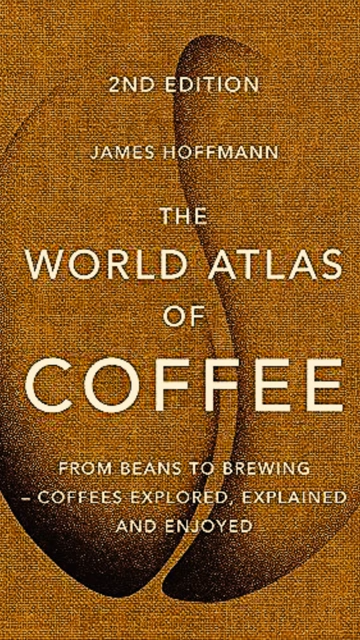 2ND EDITION
JAMES HOFFMANN
THE
WORLD ATLAS
OF
COFFEE
FROM BEANS TO BREWING
– COFFEES EXPLORED, EXPLAINED
AND ENJOYED